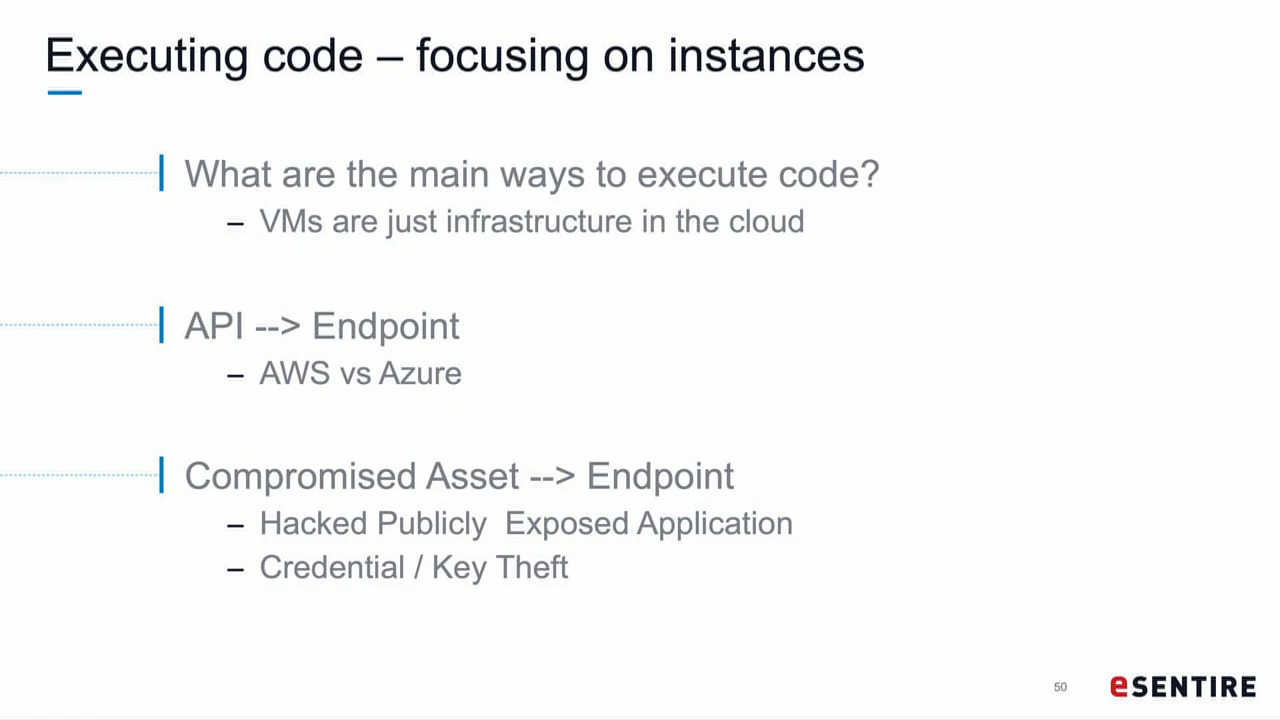 Executing code – focusing on instances
What are the main ways to execute code?
– VMs are just infrastructure in the cloud
API --> Endpoint
– AWS vs Azure
Compromised Asset --> Endpoint
– Hacked Publicly  Exposed Application
– Credential / Key Theft
50
eSENTIRE